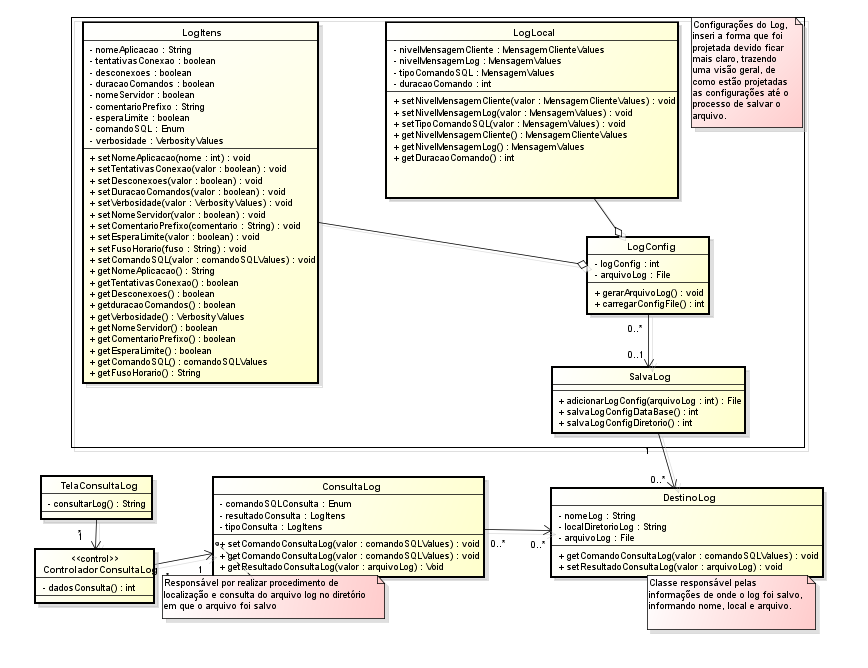 LogItens
- nomeAplicacao : String
- tentativasConexao : boolean
- desconexoes : boolean
- duracaoComandos : boolean
- nomeServidor : boolean
- comentarioPrefixo : String
- esperaLimite : boolean
- comandoSQL : Enum
- verbosidade : VerbosityValues
+ setNomeAplicacao(nome : int) : void
+ setTentativasConexao(valor : boolean) : void
+ setDesconexoes(valor : boolean) : void
+ setDuracaoComandos(valor : boolean) : void
+ setVerbosidade(valor : VerbosityValues) : void
+ setNomeServidor(valor : boolean) : void
+ setComentarioPrefixo(comentario : String) : void
+ setEsperaLimite(valor : boolean) : void
+ setFusoHorario(fuso : String) : void
+ setComandoSQL(valor : comandoSQLValues) : void
+ getNomeAplicacao() : String
+ getTentativasConexao() : boolean
+ getDesconexoes() : boolean
+ getduracaoComandos() : boolean
+ getVerbosidade() : VerbosityValues
+ getNomeServidor() : boolean
+ getComentarioPrefixo() : boolean
+ getEsperaLimite() : boolean
+ getComandoSQL() : comandoSQLValues
+ getFusoHorario() : String
LogLocal
- nivelMensagemCliente : MensagemClienteValues
- nivelMensagemLog : MensagemValues
- tipoComandoSQL : MensagemValues
- duracaoComando : int
+ setNivelMensagemCliente(valor : MensagemClienteValues) : void
+ setNivelMensagemLog(valor : MensagemValues) : void
+ setTipoComandoSQL(valor : MensagemValues) : void
+ getNivelMensagemCliente() : MensagemClienteValues
+ getNivelMensagemLog() : MensagemValues
+ getDuracaoComando() : int
Configurações do Log,
inseri a forma que foi
projetada devido ficar
mais claro, trazendo
uma visão geral, de
como estão projetadas
as configurações até o
processo de salvar o
arquivo.
LogConfig
- logConfig : int
- arquivoLog : File
+ gerarArquivoLog() : void
+ carregarConfigFile() : int
0..*
0..1
SalvaLog
+ adicionarLogConfig(arquivoLog : int) : File
+ salvaLogConfigDataBase() : int
+ salvaLogConfigDiretorio() : int
1
0..*
TelaConsultaLog
- consultarLog() : String
*
1
<<control>>
ControladorConsultaLog
- dadosConsulta() : int
*
1
ConsultaLog
- comandoSQLConsulta : Enum
- resultadoConsulta : LogItens
- tipoConsulta : LogItens
+ setComandoConsultaLog(valor : comandoSQLValues) : void
+ getComandoConsultaLog(valor : comandoSQLValues) : void
+ getResultadoConsultaLog(valor : arquivoLog) : Void
0..*
0..*
Responsável por realizar procedimento de
localização e consulta do arquivo log no diretório
em que o arquivo foi salvo
DestinoLog
- nomeLog : String
- localDiretorioLog : String
- arquivoLog : File
+ getComandoConsultaLog(valor : comandoSQLValues) : void
+ setResultadoConsultaLog(valor : arquivoLog) : void
Classe responsável pelas
informações de onde o log foi salvo,
informando nome, local e arquivo.